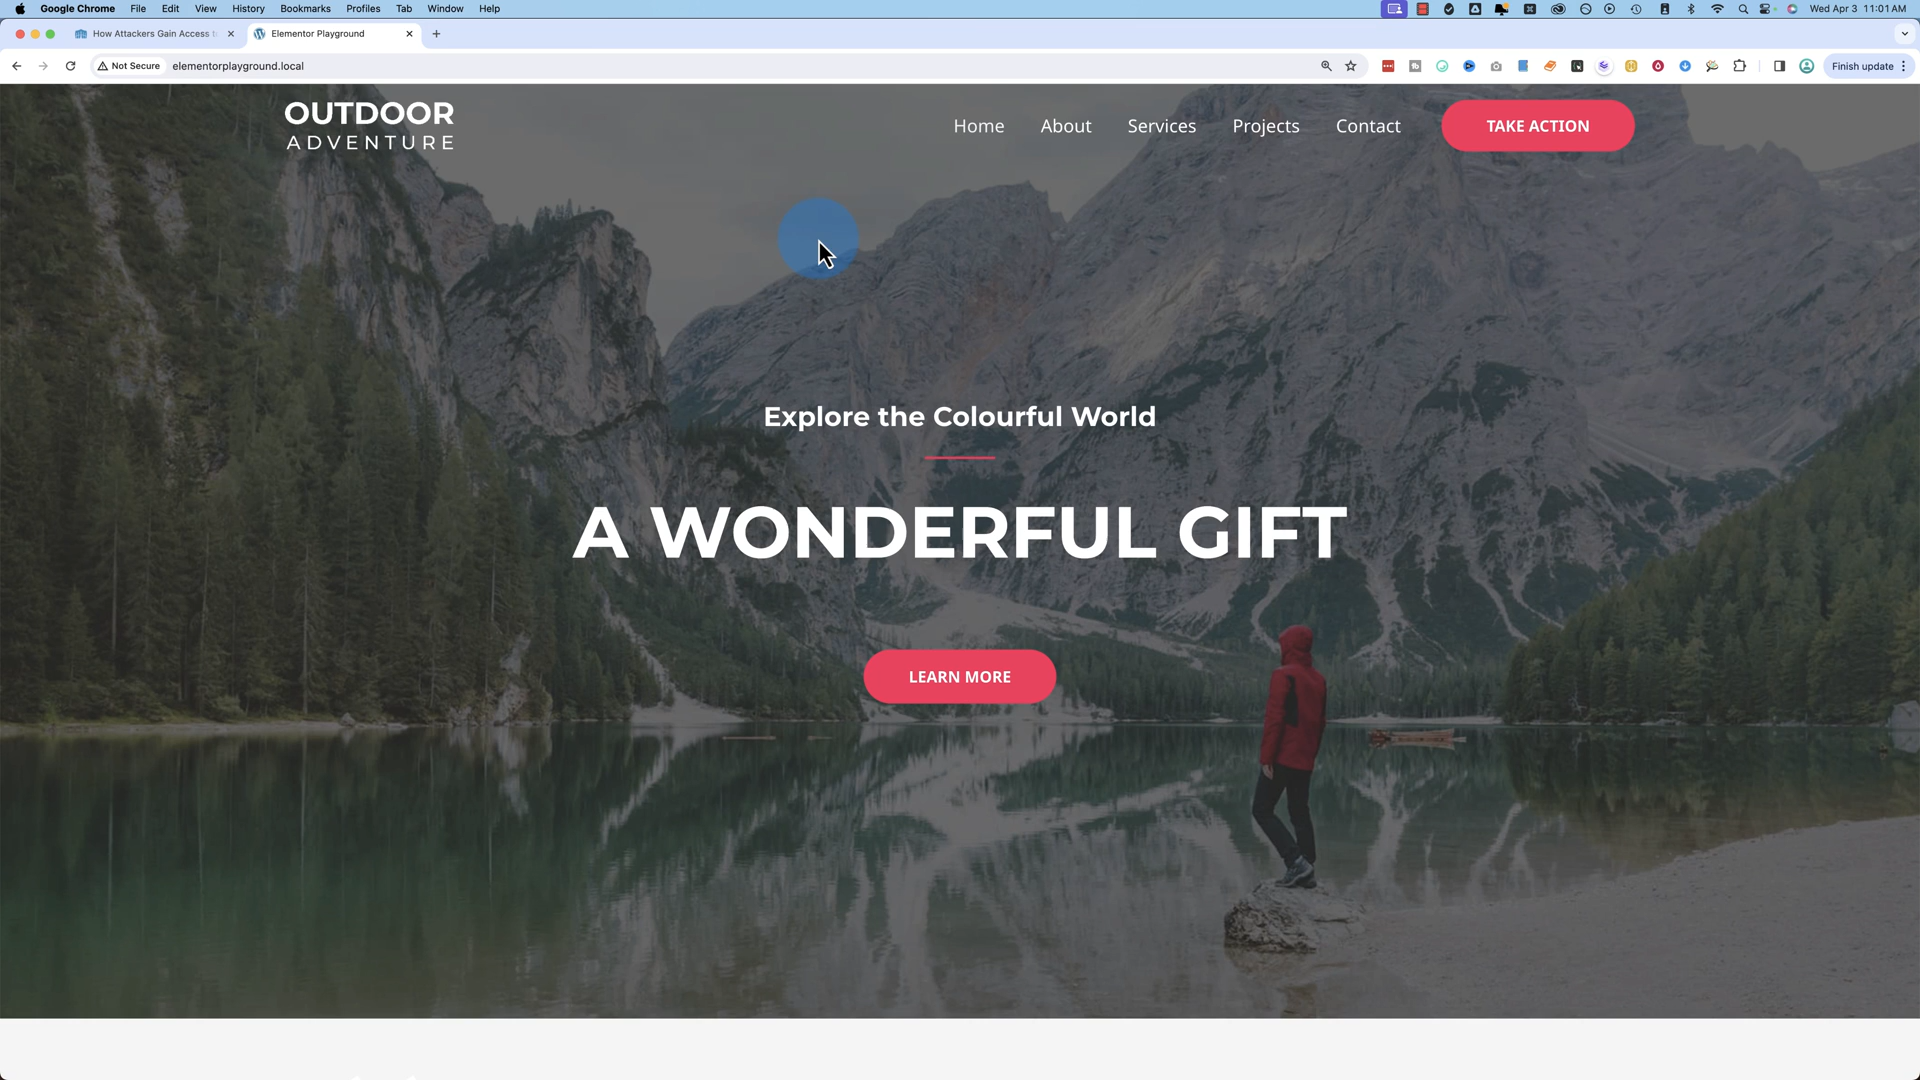 Google Chrome File Edit View History Bookmarks Profiles Tab Window Help Wed Apr 3 11:01 AM
How Attackers Gain Access t Elementor Playground
Not Secure elementorplayground.local Finish update
OUTDOOR
ADVENTURE
Home About Services Projects Contact TAKE ACTION
Explore the Colourful World
A WONDERFUL GIFT
LEARN MORE